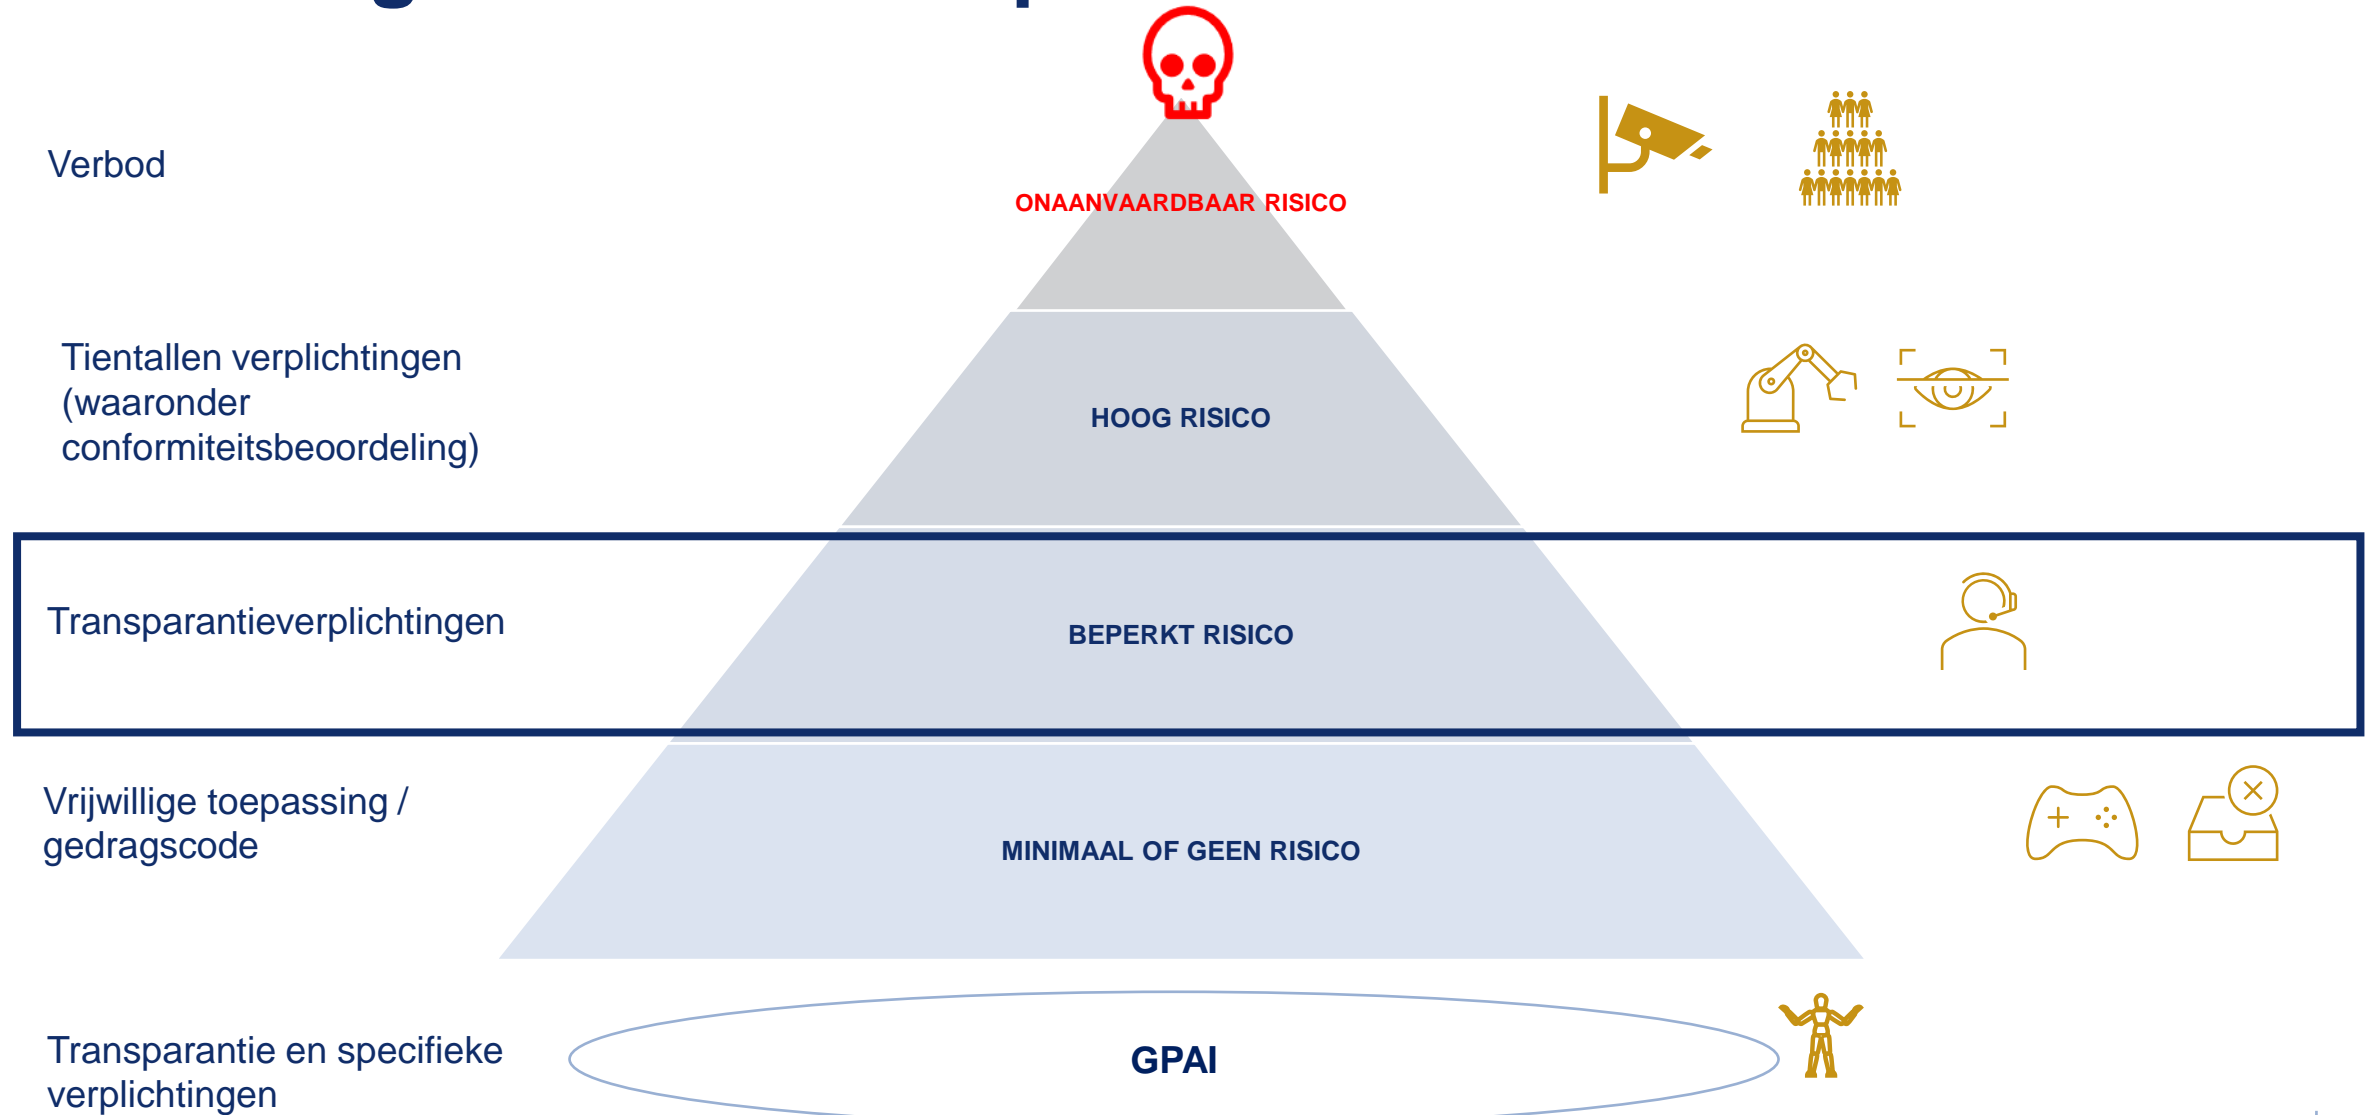 Verbod
ONAANVAARDBAAR RISICO
Tientallen verplichtingen
(waaronder
conformiteitsbeoordeling)
HOOG RISICO
Transparantieverplichtingen
BEPERKT RISICO
Vrijwillige toepassing /
gedragscode
MINIMAAL OF GEEN RISICO
Transparantie en specifieke
verplichtingen
GPAI